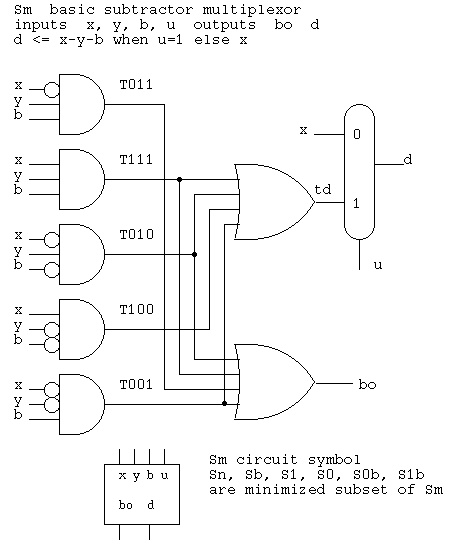 Sm  basic subtractor multiplexor
inputs  x, y, b, u  outputs  bo  d
d <= x-y-b when u=1 else x
x
y
b
T011
x
y
b
T111
x
y
b
T010
x
y
b
T100
x
y
b
T001
x
0
d
td
1
u
bo
x y b u
bo d
Sm circuit symbol
Sn, Sb, S1, S0, S0b, S1b
are minimized subset of Sm